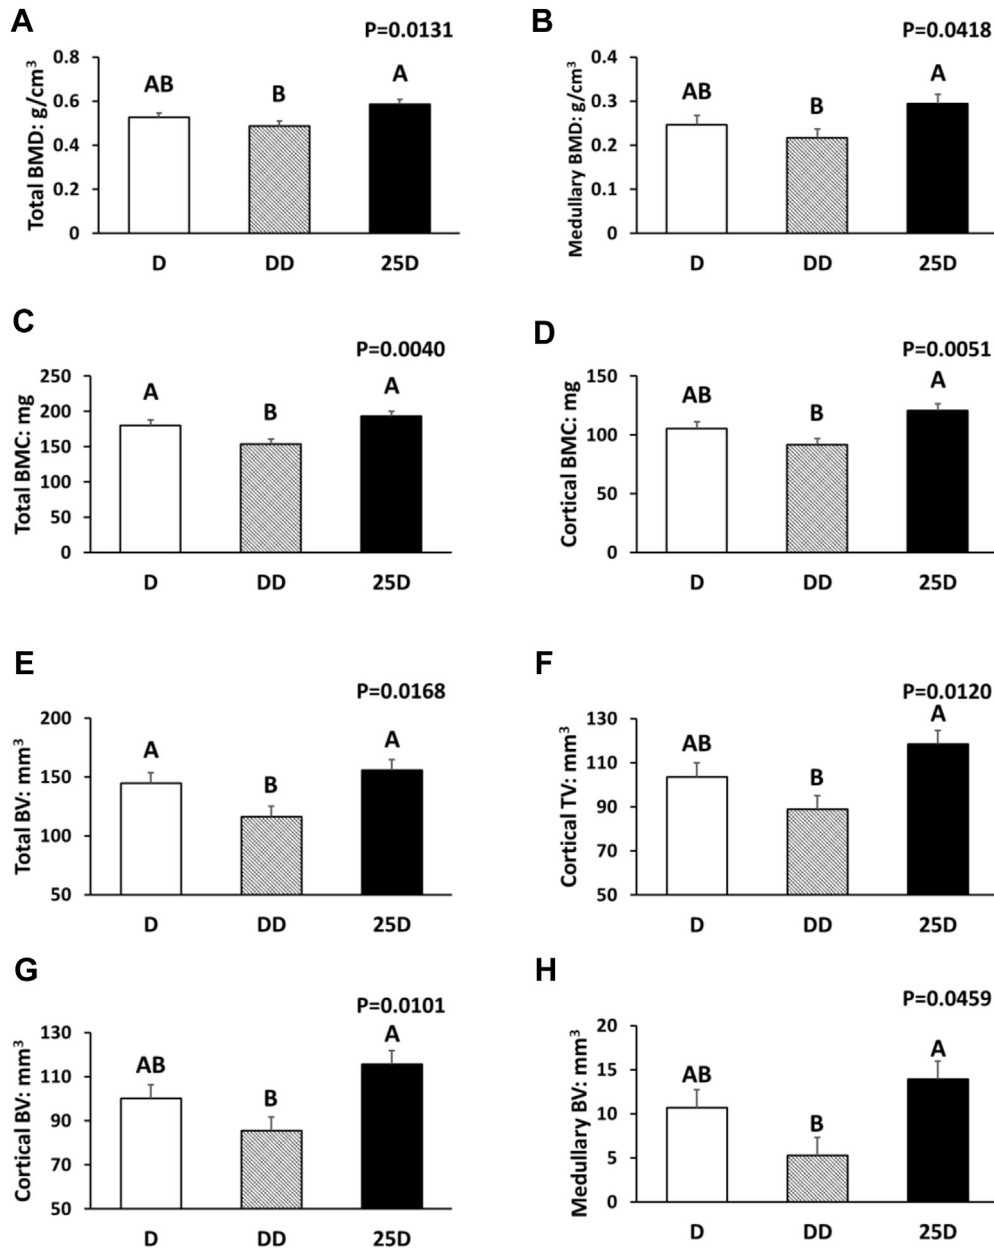 A
P=0.0131
Total BMD: g/cm³
0.8
0.6
0.4
0.2
0
AB
B
A
D
DD
25D
B
P=0.0418
Medullary BMD: g/cm³
0.4
0.3
0.2
0.1
0
AB
B
A
D
DD
25D
C
P=0.0040
Total BMC: mg
250
200
150
100
50
0
A
B
A
D
DD
25D
D
P=0.0051
Cortical BMC: mg
150
100
50
0
AB
B
A
D
DD
25D
E
P=0.0168
Total BV: mm³
200
150
100
50
A
B
A
D
DD
25D
F
P=0.0120
Cortical TV: mm³
130
110
90
70
50
AB
B
A
D
DD
25D
G
P=0.0101
Cortical BV: mm³
130
110
90
70
50
AB
B
A
D
DD
25D
H
P=0.0459
Medullary BV: mm³
20
15
10
5
0
AB
B
A
D
DD
25D